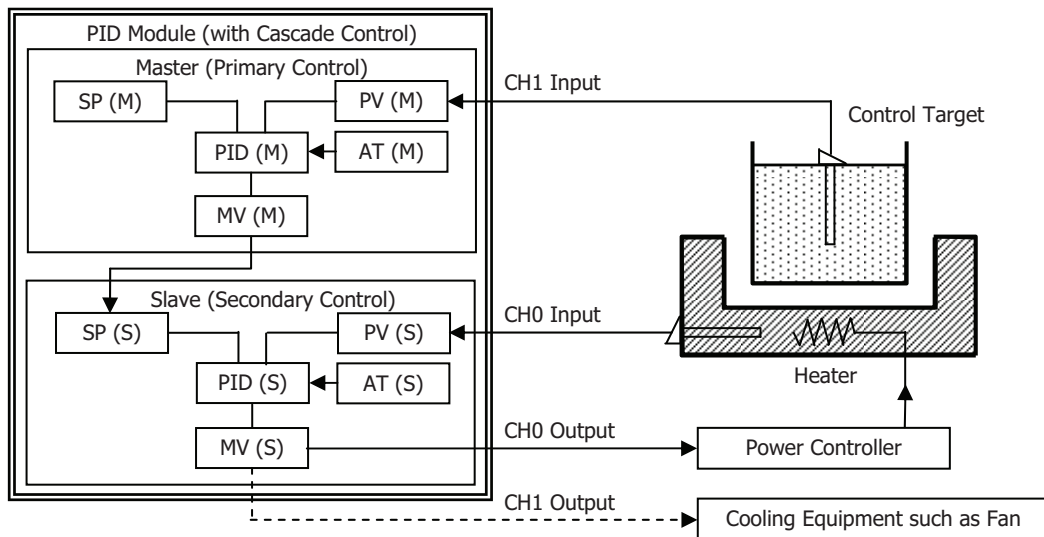 PID Module (with Cascade Control)
Master (Primary Control)
SP (M)
PV (M)
CH1 Input
Control Target
PID (M)
AT (M)
MV (M)
Slave (Secondary Control)
SP (S)
PV (S)
CH0 Input
PID (S)
AT (S)
Heater
MV (S)
CH0 Output
Power Controller
CH1 Output
Cooling Equipment such as Fan